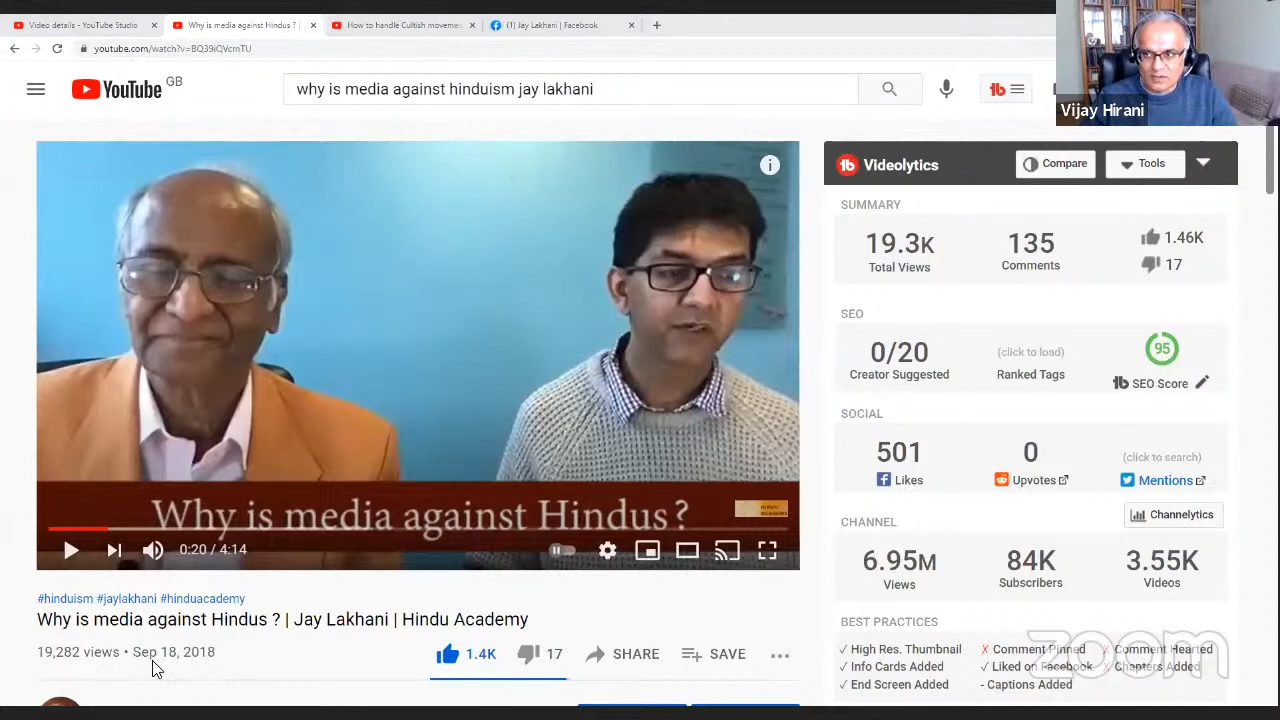 Video details - YouTube Studio
Why is media against Hindus ? |
How to handle Cultish movemen
(1) Jay Lakhani | Facebook
youtube.com/watch?v=BQ39iQVcmTU
YouTube GB
why is media against hinduism jay lakhani
Vijay Hirani
Why is media against Hindus ?
0:20 / 4:14
#hinduism #jaylakhani #hinduacademy
Why is media against Hindus ? | Jay Lakhani | Hindu Academy
19,282 views • Sep 18, 2018
1.4K
17
SHARE
SAVE
Videolytics
Compare
Tools
SUMMARY
19.3K
Total Views
135
Comments
1.46K
17
SEO
0/20
Creator Suggested
(click to load)
Ranked Tags
95
SEO Score
SOCIAL
501
Likes
0
Upvotes
(click to search)
Mentions
CHANNEL
Channelytics
6.95M
Views
84K
Subscribers
3.55K
Videos
BEST PRACTICES
✓ High Res. Thumbnail
✗ Comment Pinned
✗ Comment Hearted
✓ Info Cards Added
✓ Liked on Facebook
✗ Chapters Added
✓ End Screen Added
- Captions Added
zoom